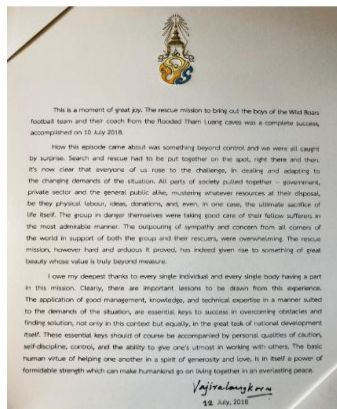 This is a moment of great joy. The rescue mission to bring out the boys of the Wild Boars
football team and their coach from the flooded Tham Luang caves was a complete success,
accomplished on 10 July 2018.
How this episode came about was something beyond control and we were all caught
by surprise. Search and rescue had to be put together on the spot, right there and then.
It's now clear that everyone of us rose to the challenge, in dealing and adapting to
the changing demands of the situation. All parts of society pulled together – government,
private sector and the general public alike, mustering whatever resources at their disposal,
be they physical labour, ideas, donations, and, even, in one case, the ultimate sacrifice of
life itself. The group in danger themselves were taking good care of their fellow sufferers in
the most admirable manner. The outpouring of sympathy and concern from all corners of
the world in support of both the group and their rescuers, were overwhelming. The rescue
mission, however hard and arduous it proved, has indeed given rise to something of great
beauty whose value is truly beyond measure.
I owe my deepest thanks to every single individual and every single body having a part
in this mission. Clearly, there are important lessons to be drawn from this experience.
The application of good management, knowledge, and technical expertise in a manner suited
to the demands of the situation, are essential keys to success in overcoming obstacles and
finding solution, not only in this context but equally, in the great task of national development
itself. These essential keys should of course be accompanied by personal qualities of caution,
self-discipline, control, and the ability to give one's utmost in working with others. The basic
human virtue of helping one another in a spirit of generosity and love, is in itself a power of
formidable strength which can make humankind go on living together in an everlasting peace.
Vajiralongkorn
12 July, 2018